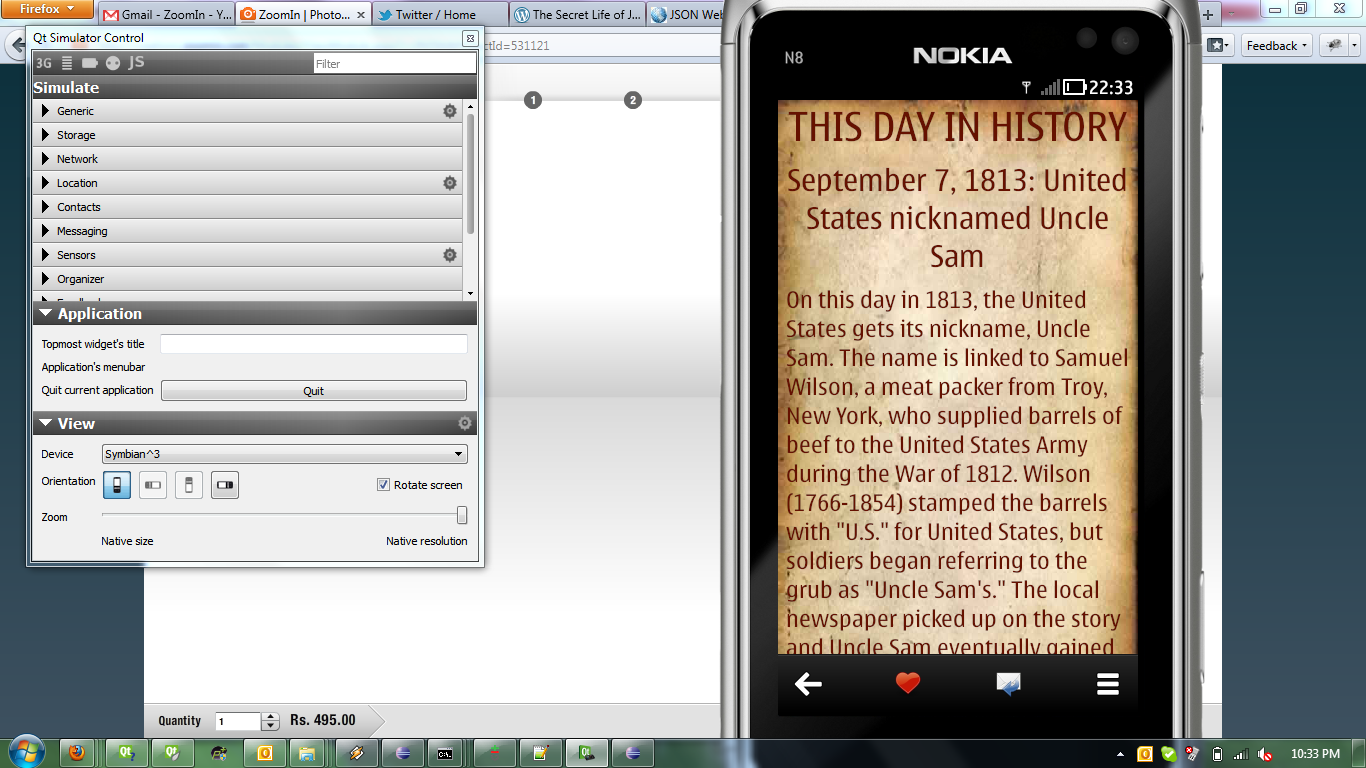 Firefox
Gmail - ZoomIn - Y...
ZoomIn | Photo...
Twitter / Home
The Secret Life of J...
JSON Web
ctId=531121
Feedback
Qt Simulator Control
3G
JS
Filter
Simulate
Generic
Storage
Network
Location
Contacts
Messaging
Sensors
Organizer
Application
Topmost widget's title
Application's menubar
Quit current application
Quit
View
Device
Symbian^3
Orientation
Rotate screen
Zoom
Native size
Native resolution
1
2
N8
NOKIA
22:33
THIS DAY IN HISTORY
September 7, 1813: United
States nicknamed Uncle
Sam
On this day in 1813, the United
States gets its nickname, Uncle
Sam. The name is linked to Samuel
Wilson, a meat packer from Troy,
New York, who supplied barrels of
beef to the United States Army
during the War of 1812. Wilson
(1766-1854) stamped the barrels
with "U.S." for United States, but
soldiers began referring to the
grub as "Uncle Sam's." The local
newspaper picked up on the story
and Uncle Sam eventually gained
Quantity
1
Rs. 495.00
10:33 PM